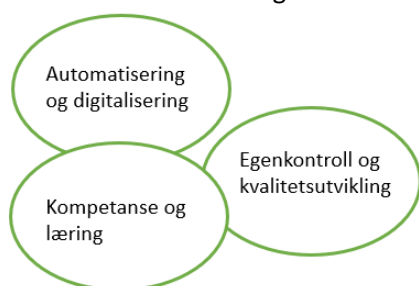 Automatisering
og digitalisering
Egenkontroll og
kvalitetsutvikling
Kompetanse og
læring